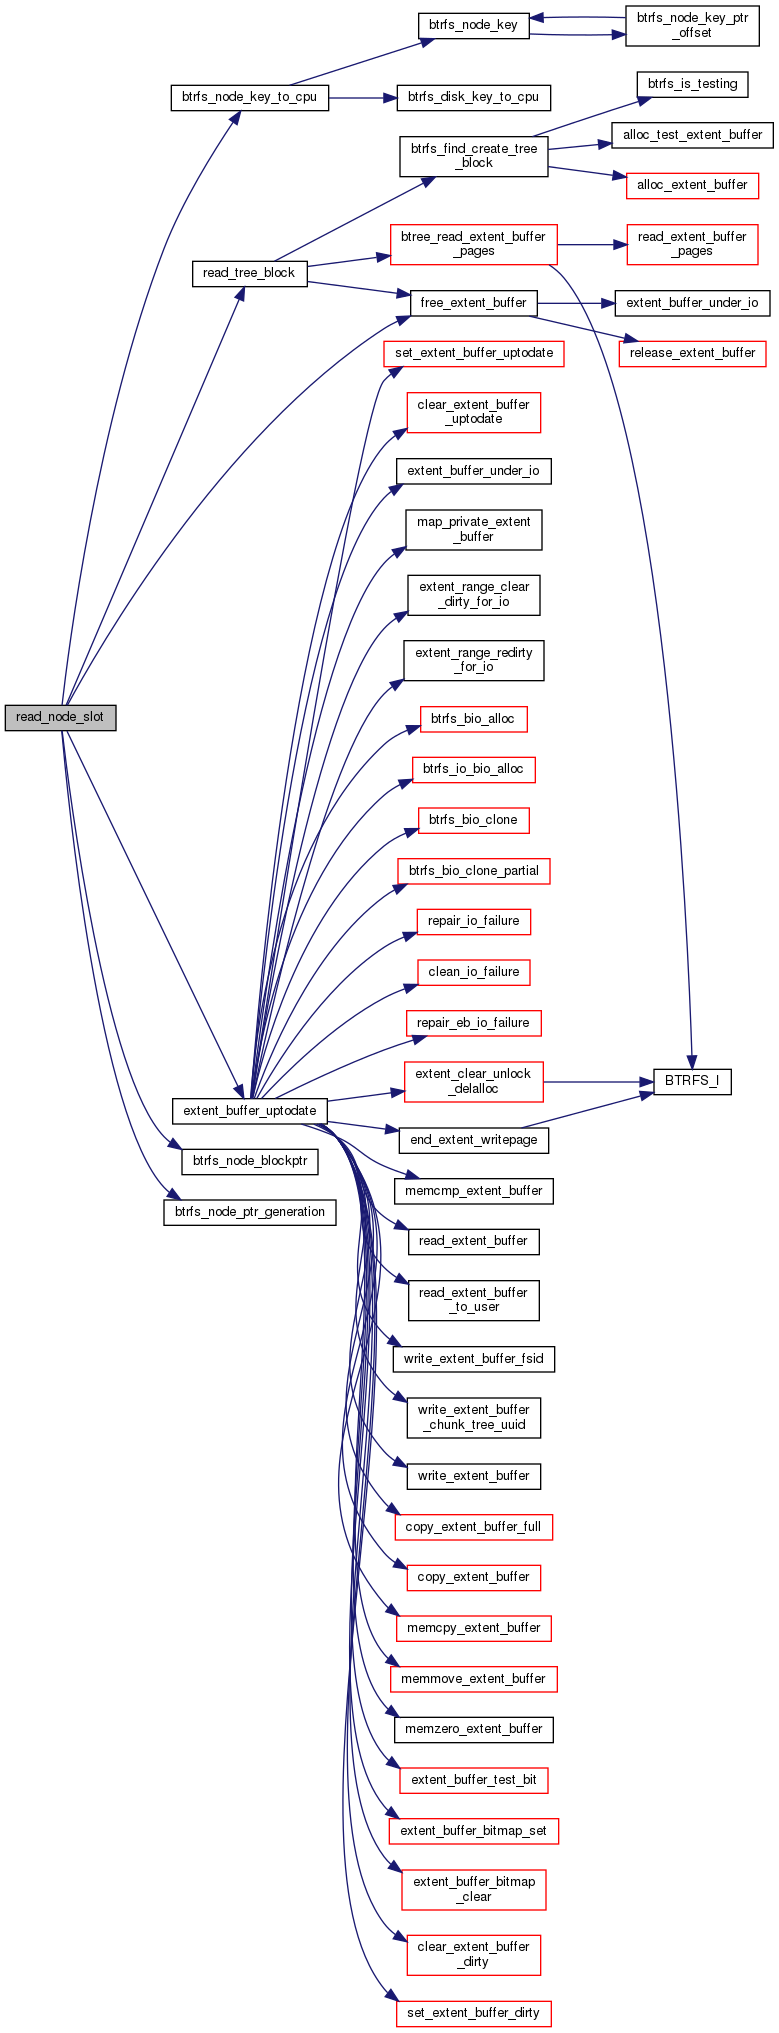 btrfs_node_key
btrfs_node_key_ptr
_offset
btrfs_node_key_to_cpu
btrfs_disk_key_to_cpu
btrfs_is_testing
btrfs_find_create_tree
_block
alloc_test_extent_buffer
alloc_extent_buffer
btree_read_extent_buffer
_pages
read_extent_buffer
_pages
read_tree_block
free_extent_buffer
extent_buffer_under_io
set_extent_buffer_uptodate
release_extent_buffer
clear_extent_buffer
_uptodate
extent_buffer_under_io
map_private_extent
_buffer
extent_range_clear
_dirty_for_io
extent_range_redirty
_for_io
read_node_slot
btrfs_bio_alloc
btrfs_io_bio_alloc
btrfs_bio_clone
btrfs_bio_clone_partial
repair_io_failure
clean_io_failure
repair_eb_io_failure
extent_clear_unlock
_delalloc
BTRFS_I
extent_buffer_uptodate
end_extent_writepage
btrfs_node_blockptr
memcmp_extent_buffer
btrfs_node_ptr_generation
read_extent_buffer
read_extent_buffer
_to_user
write_extent_buffer_fsid
write_extent_buffer
_chunk_tree_uuid
write_extent_buffer
copy_extent_buffer_full
copy_extent_buffer
memcpy_extent_buffer
memmove_extent_buffer
memzero_extent_buffer
extent_buffer_test_bit
extent_buffer_bitmap_set
extent_buffer_bitmap
_clear
clear_extent_buffer
_dirty
set_extent_buffer_dirty